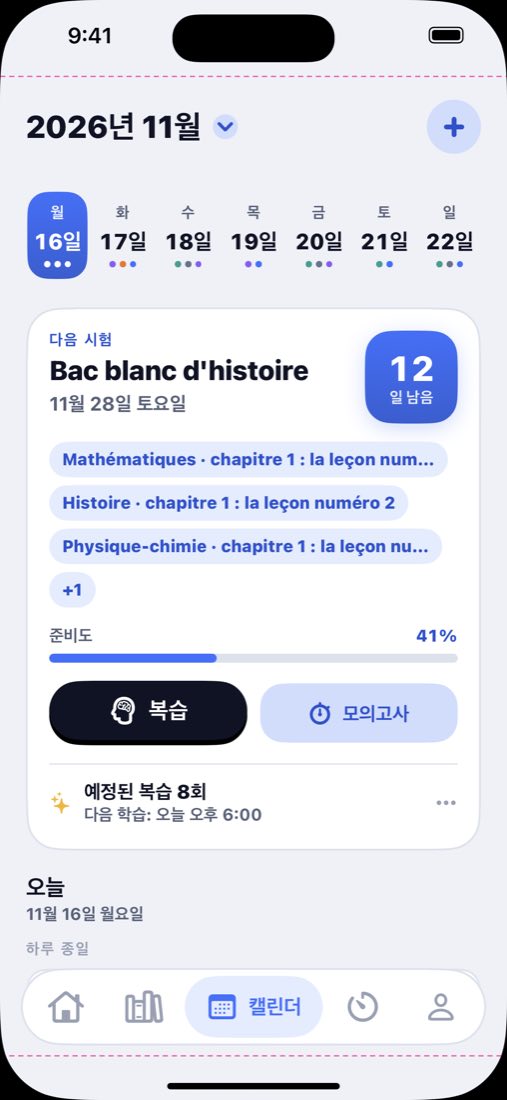 9:41
2026년 11월
월 화 수 목 금 토 일
16일 17일 18일 19일 20일 21일 22일
다음 시험
Bac blanc d'histoire
11월 28일 토요일
12
일 남음
Mathématiques · chapitre 1 : la leçon num...
Histoire · chapitre 1 : la leçon numéro 2
Physique-chimie · chapitre 1 : la leçon nu...
+1
준비도 41%
복습 모의고사
예정된 복습 8회
다음 학습: 오늘 오후 6:00
오늘
11월 16일 월요일
하루 종일
캘린더